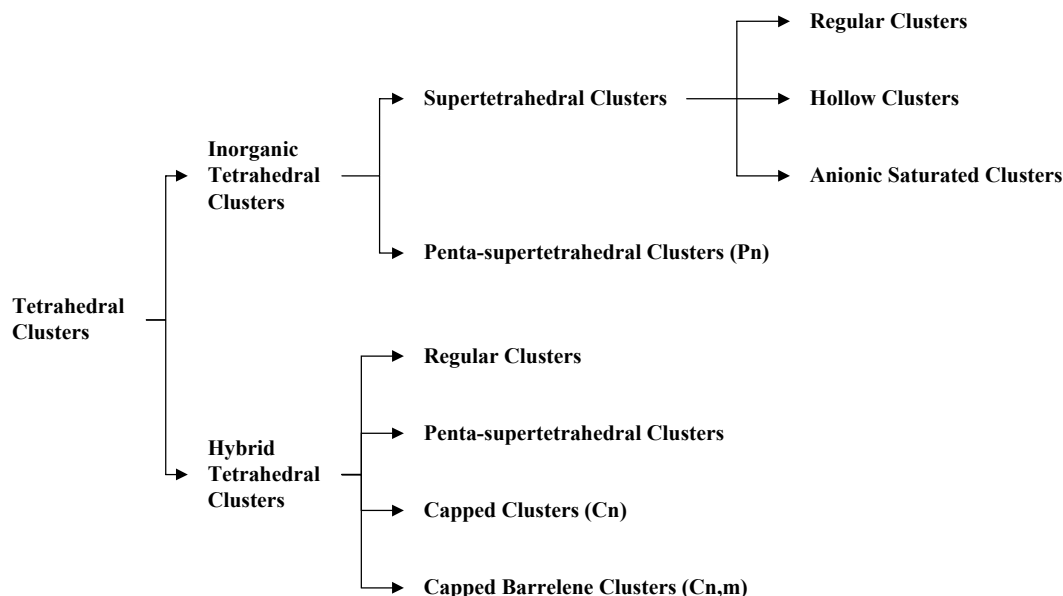 Regular Clusters
Supertetrahedral Clusters
Hollow Clusters
Inorganic
Tetrahedral
Clusters
Anionic Saturated Clusters
Penta-supertetrahedral Clusters (Pn)
Tetrahedral
Clusters
Regular Clusters
Penta-supertetrahedral Clusters
Hybrid
Tetrahedral
Clusters
Capped Clusters (Cn)
Capped Barrelene Clusters (Cn,m)